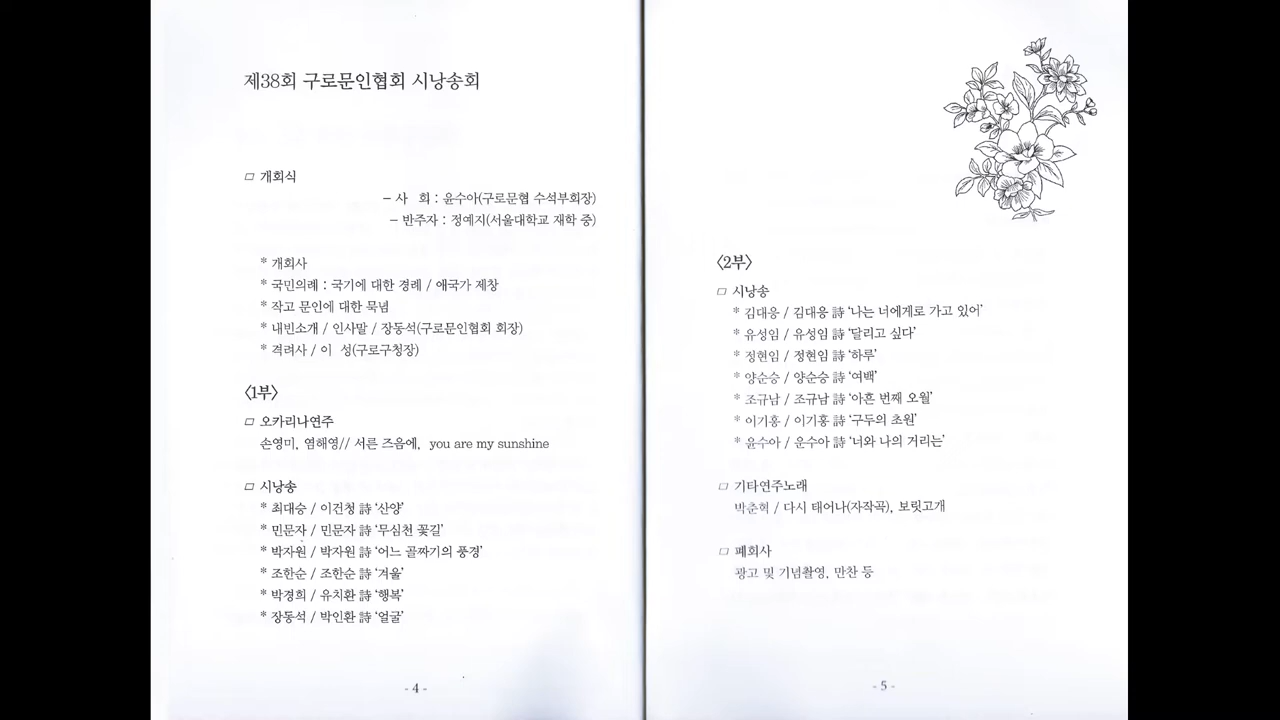 제38회 구로문인협회 시낭송회
□ 개회식
- 사 회 : 윤수아(구로문협 수석부회장)
- 반주자 : 정예지(서울대학교 재학 중)
* 개회사
* 국민의례 : 국기에 대한 경례 / 애국가 제창
* 작고 문인에 대한 묵념
* 내빈소개 / 인사말 / 장동석(구로문인협회 회장)
* 격려사 / 이 성(구로구청장)
<1부>
□ 오카리나연주
손영미, 염해영// 서른 즈음에, you are my sunshine
□ 시낭송
* 최대승 / 이건청 詩 '산양'
* 민문자 / 민문자 詩 '무심천 꽃길'
* 박자원 / 박자원 詩 '어느 골짜기의 풍경'
* 조한순 / 조한순 詩 '겨울'
* 박경희 / 유치환 詩 '행복'
* 장동석 / 박인환 詩 '얼굴'
- 4 -
<2부>
□ 시낭송
* 김대응 / 김대응 詩 '나는 너에게로 가고 있어'
* 유성임 / 유성임 詩 '달리고 싶다'
* 정현임 / 정현임 詩 '하루'
* 양순승 / 양순승 詩 '여백'
* 조규남 / 조규남 詩 '아흔 번째 오월'
* 이기홍 / 이기홍 詩 '구두의 초원'
* 윤수아 / 운수아 詩 '너와 나의 거리는'
□ 기타연주노래
박춘혁 / 다시 태어나(자작곡), 보릿고개
□ 폐회사
광고 및 기념촬영, 만찬 등
- 5 -